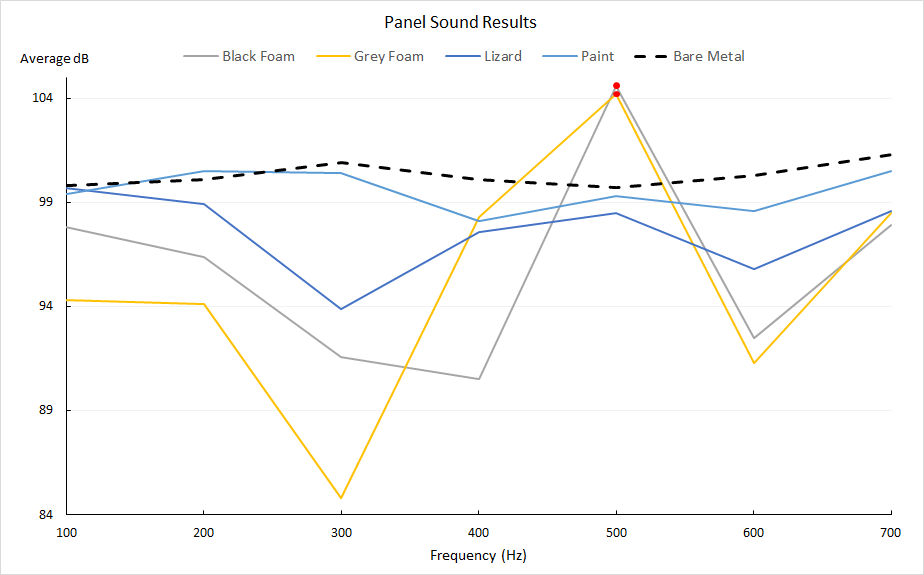 Panel Sound Results
Average dB
Black Foam Grey Foam Lizard Paint Bare Metal
104
99
94
89
84
100 200 300 400 500 600 700
Frequency (Hz)